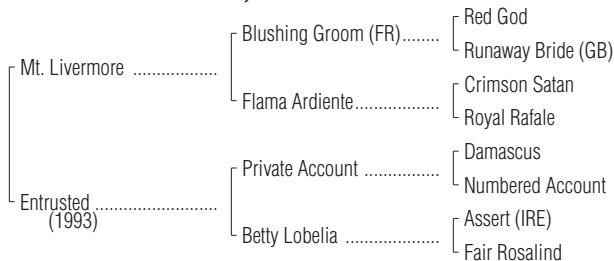 Red God
Blushing Groom (FR)........
Runaway Bride (GB)
Mt. Livermore ..................
Crimson Satan
Flama Ardiente..................
Royal Rafale
Damascus
Private Account ................
Numbered Account
Entrusted ..........................
(1993)
Assert (IRE)
Betty Lobelia ....................
Fair Rosalind